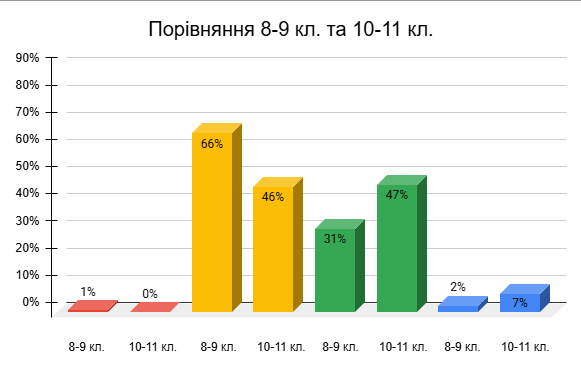 Порівняння 8-9 кл. та 10-11 кл.
90%
80%
70%
60%
50%
40%
30%
20%
10%
0%
1%
0%
66%
46%
31%
47%
2%
7%
8-9 кл.
10-11 кл.
8-9 кл.
10-11 кл.
8-9 кл.
10-11 кл.
8-9 кл.
10-11 кл.